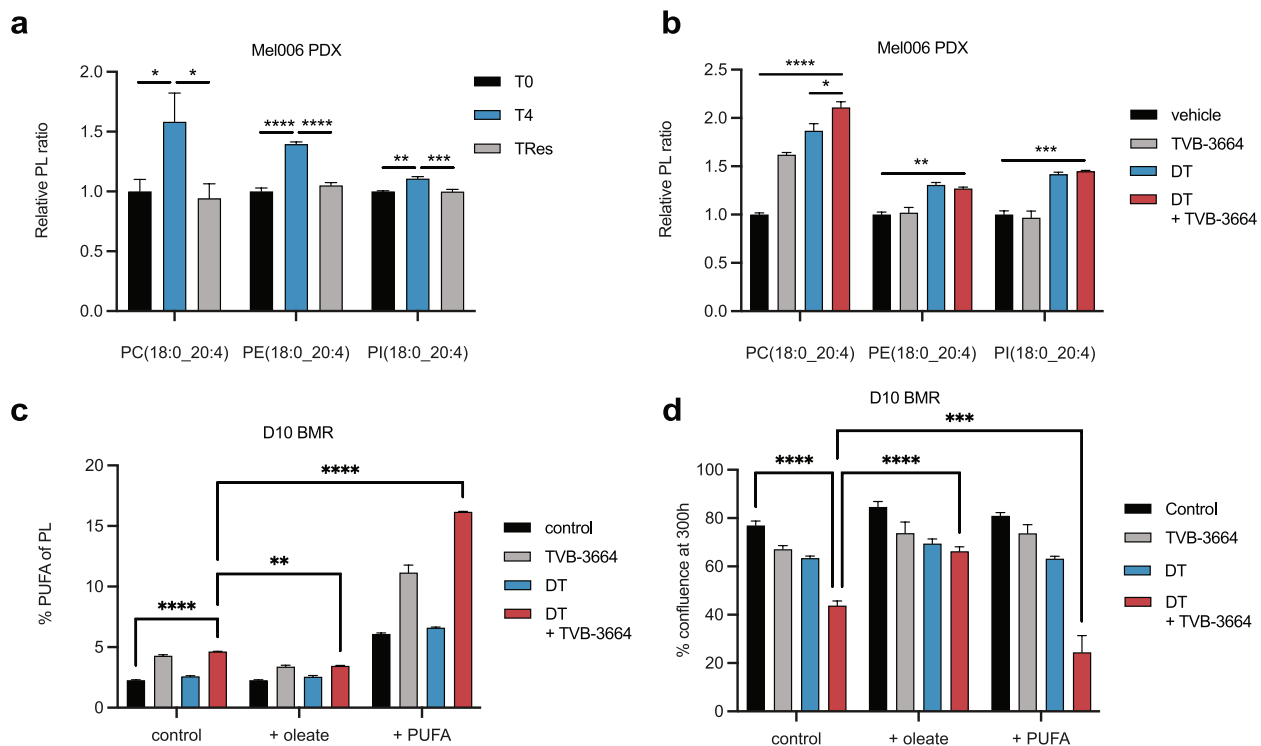 a
Mel006 PDX
Relative PL ratio
2.0
1.5
1.0
0.5
0.0
* *
**** ****
** ***
PC(18:0_20:4) PE(18:0_20:4) PI(18:0_20:4)
T0
T4
TRes
b
Mel006 PDX
Relative PL ratio
2.5
2.0
1.5
1.0
0.5
0.0
****
*
**
***
PC(18:0_20:4) PE(18:0_20:4) PI(18:0_20:4)
vehicle
TVB-3664
DT
DT
+ TVB-3664
c
D10 BMR
% PUFA of PL
20
15
10
5
0
****
**
****
control + oleate + PUFA
control
TVB-3664
DT
DT
+ TVB-3664
d
D10 BMR
% confluence at 300h
100
80
60
40
20
0
***
**** ****
control + oleate + PUFA
Control
TVB-3664
DT
DT
+ TVB-3664